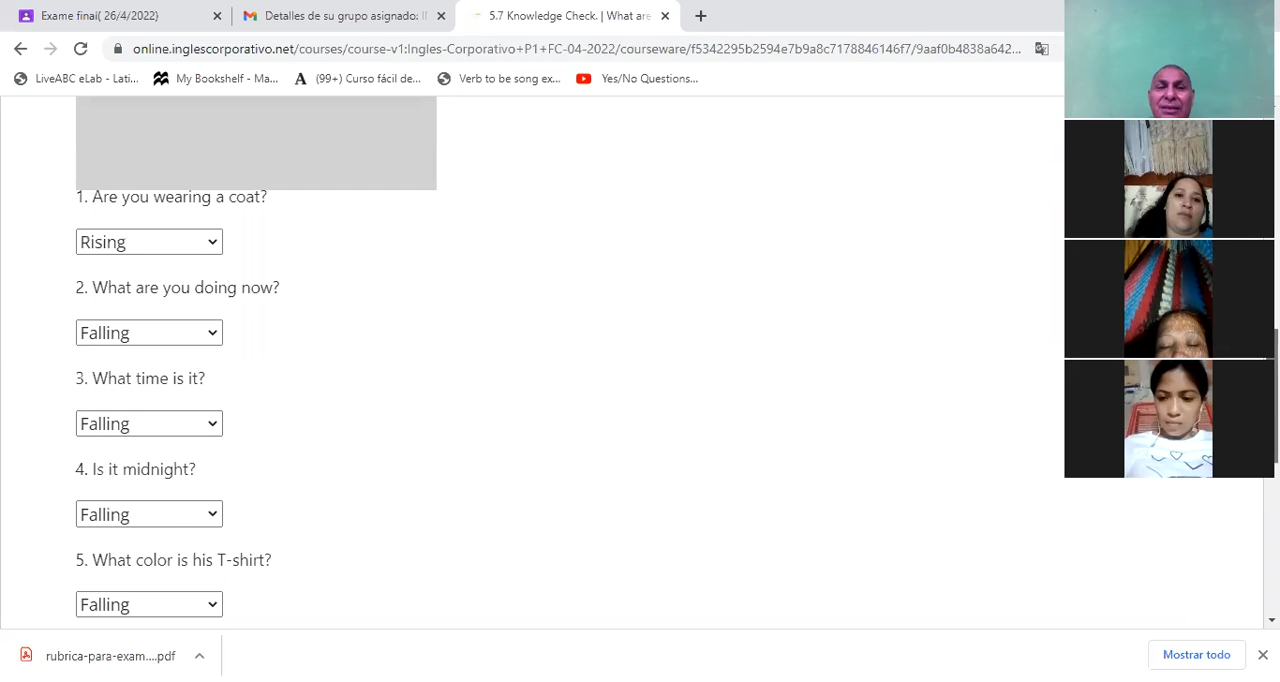 Exame final( 26/4/2022)
Detalles de su grupo asignado: II
5.7 Knowledge Check. | What are
online.inglescorporativo.net/courses/course-v1:Ingles-Corporativo+P1+FC-04-2022/courseware/f5342295b2594e7b9a8c7178846146f7/9aaf0b4838a642...
LiveABC eLab - Lati...
My Bookshelf - Ma...
(99+) Curso fácil de...
Verb to be song ex...
Yes/No Questions...
1. Are you wearing a coat?
Rising
2. What are you doing now?
Falling
3. What time is it?
Falling
4. Is it midnight?
Falling
5. What color is his T-shirt?
Falling
rubrica-para-exam....pdf
Mostrar todo